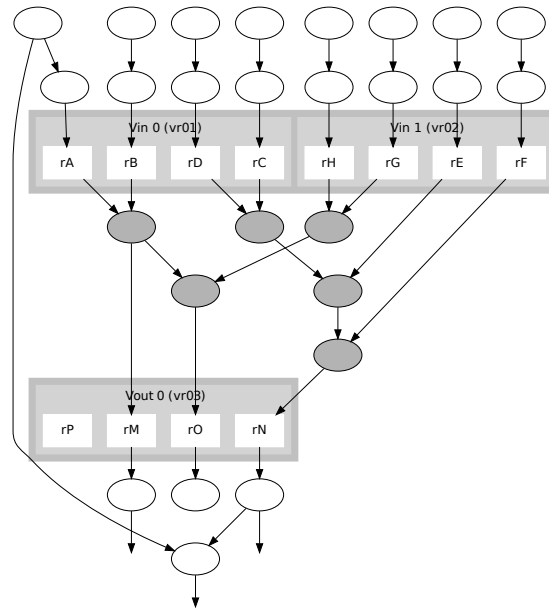 Vin 0 (vr01)
Vin 1 (vr02)
rA rB rD rC rH rG rE rF
Vout 0 (vr03)
rP rM rO rN